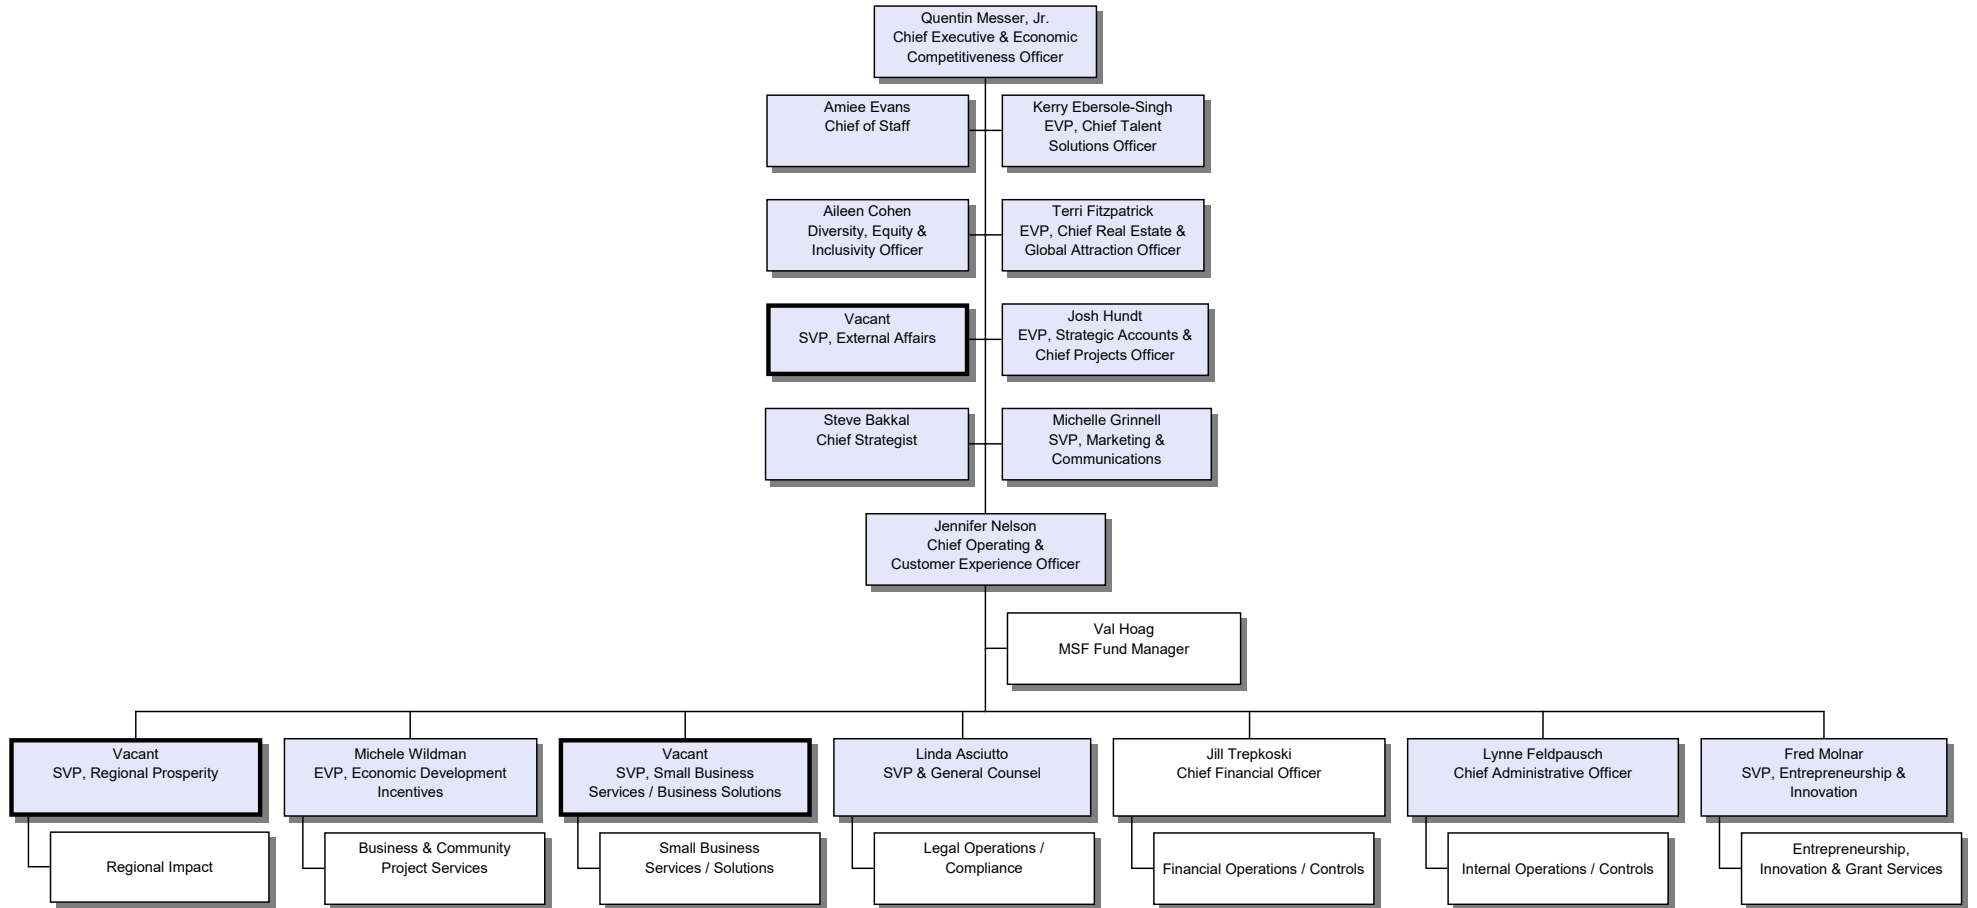 Quentin Messer, Jr.
Chief Executive & Economic
Competitiveness Officer
Amiee Evans
Chief of Staff
Kerry Ebersole-Singh
EVP, Chief Talent
Solutions Officer
Aileen Cohen
Diversity, Equity &
Inclusivity Officer
Terri Fitzpatrick
EVP, Chief Real Estate &
Global Attraction Officer
Vacant
SVP, External Affairs
Josh Hundt
EVP, Strategic Accounts &
Chief Projects Officer
Steve Bakkal
Chief Strategist
Michelle Grinnell
SVP, Marketing &
Communications
Jennifer Nelson
Chief Operating &
Customer Experience Officer
Val Hoag
MSF Fund Manager
Vacant
SVP, Regional Prosperity
Michele Wildman
EVP, Economic Development
Incentives
Vacant
SVP, Small Business
Services / Business Solutions
Linda Asciutto
SVP & General Counsel
Jill Trepkoski
Chief Financial Officer
Lynne Feldpausch
Chief Administrative Officer
Fred Molnar
SVP, Entrepreneurship &
Innovation
Regional Impact
Business & Community
Project Services
Small Business
Services / Solutions
Legal Operations /
Compliance
Financial Operations / Controls
Internal Operations / Controls
Entrepreneurship,
Innovation & Grant Services